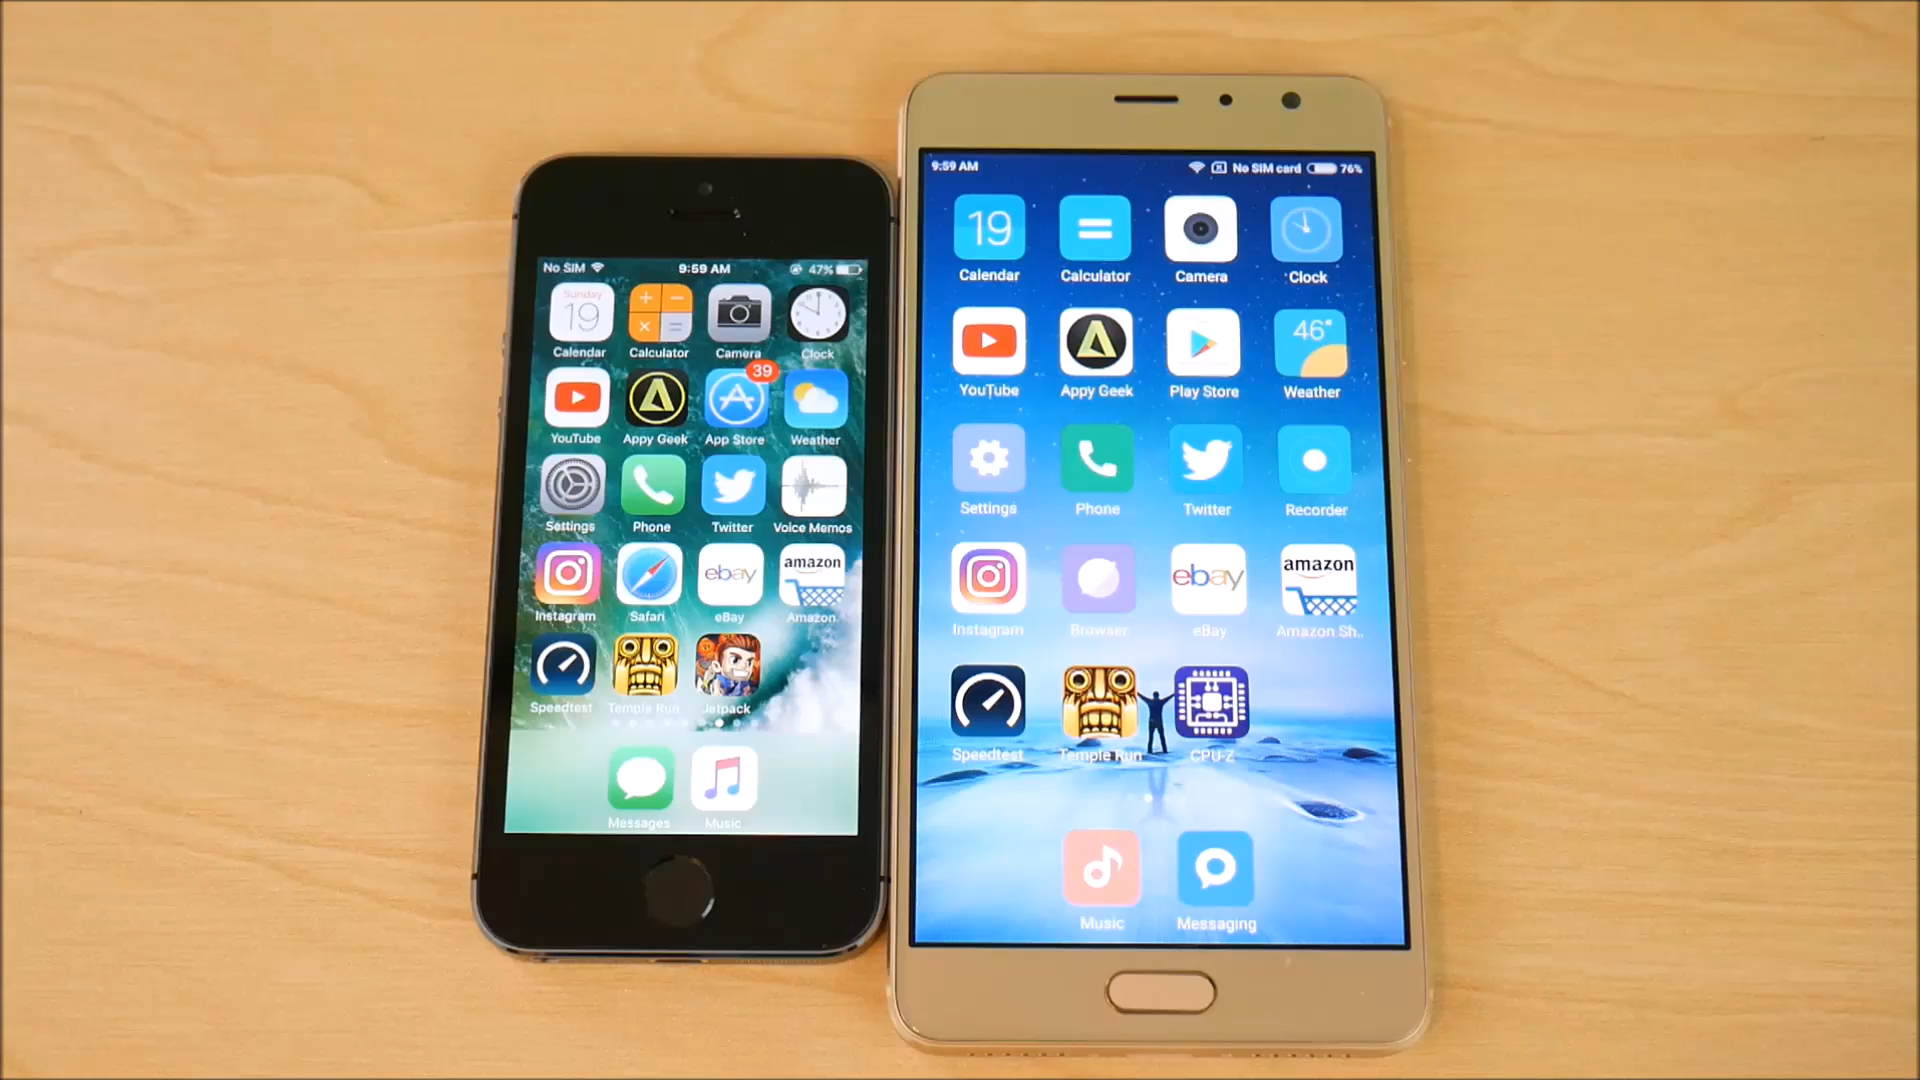 No SIM 9:59 AM 47%
Sunday
19
Calendar Calculator Camera Clock
39
YouTube Appy Geek App Store Weather
Settings Phone Twitter Voice Memos
ebay amazon
Instagram Safari eBay Amazon
Speedtest Temple Run Jetpack
Messages Music
9:59 AM No SIM card 76%
19
Calendar Calculator Camera Clock
46°
YouTube Appy Geek Play Store Weather
Settings Phone Twitter Recorder
ebay amazon
Instagram Browser eBay Amazon Sh..
Speedtest Temple Run CPU-Z
Music Messaging